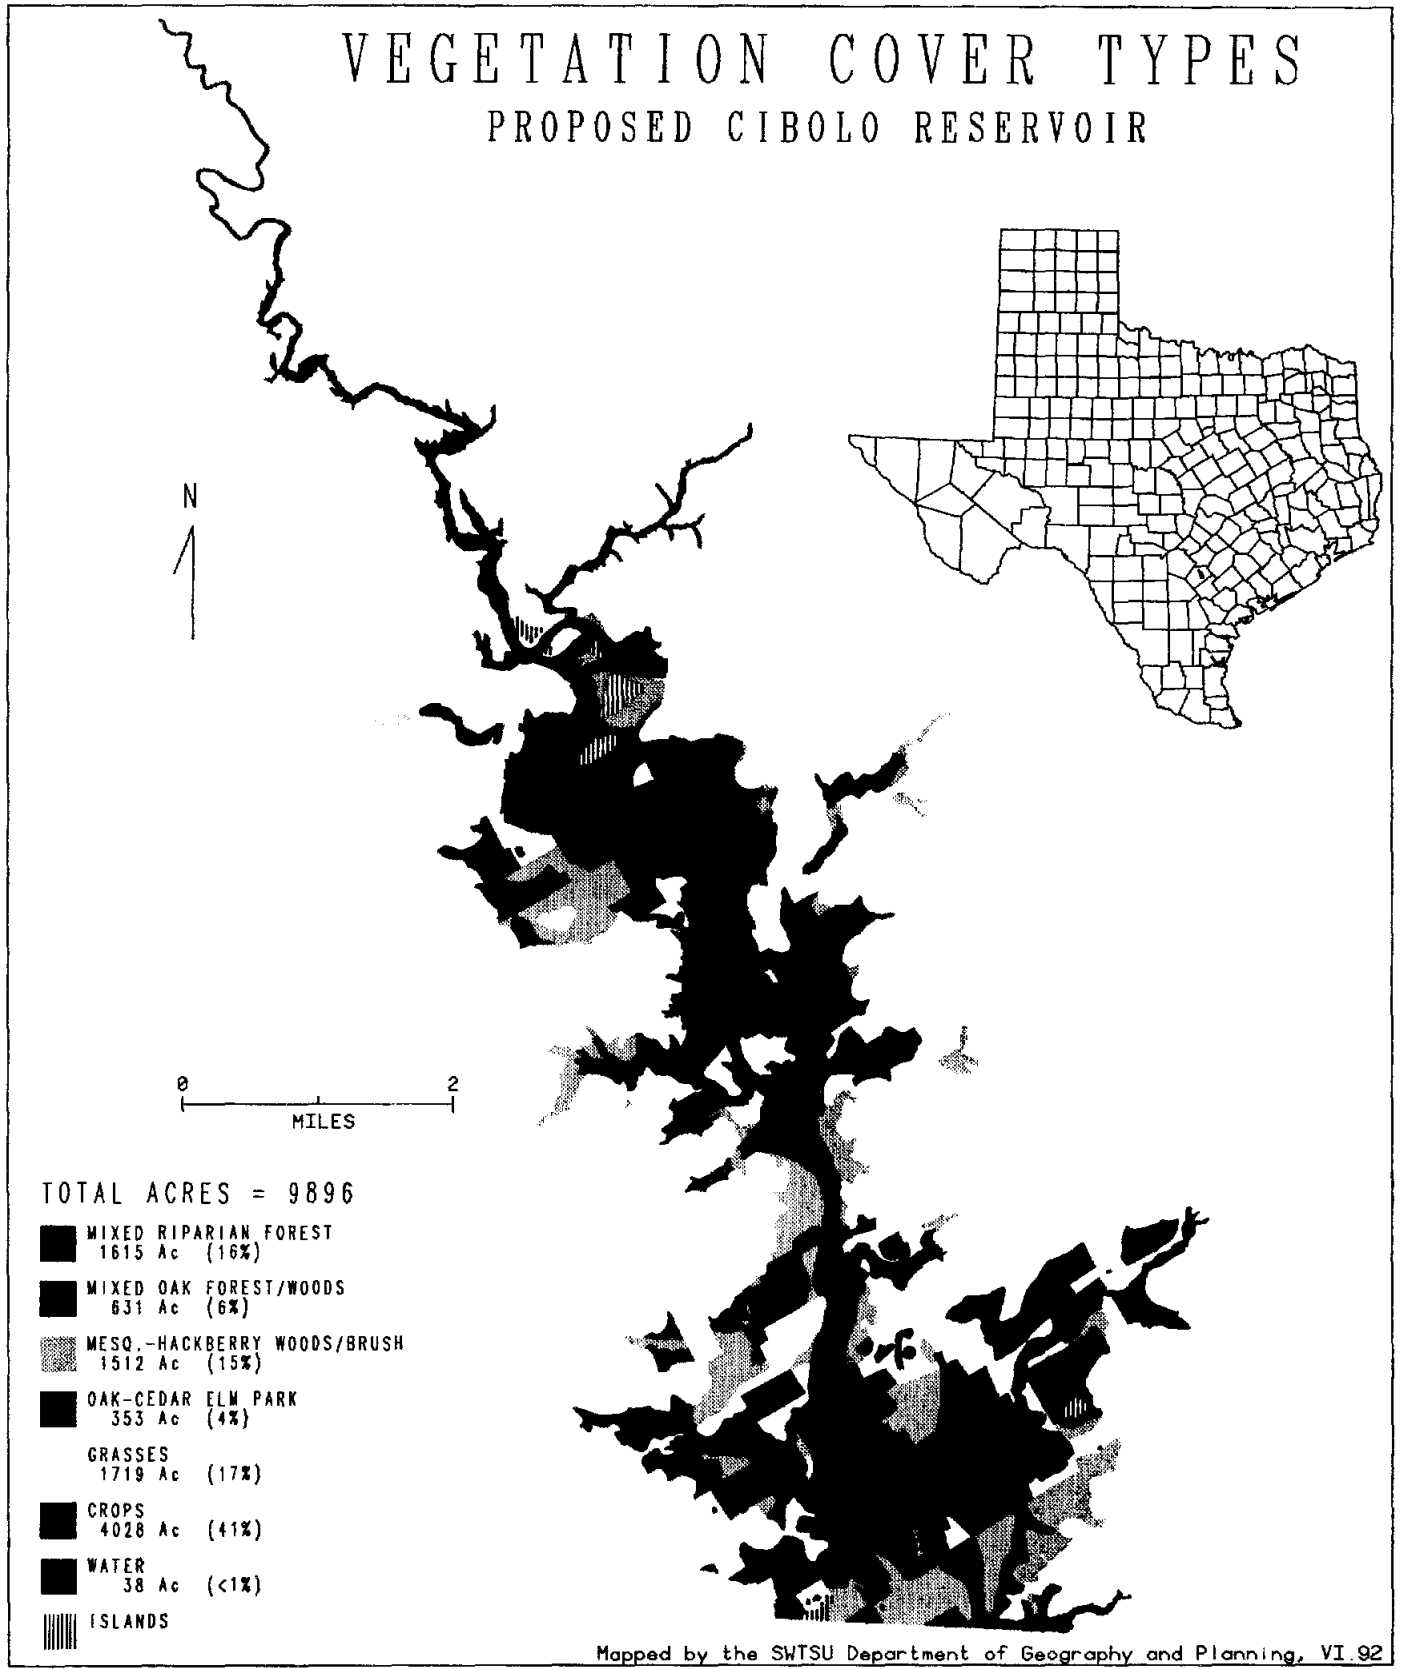 VEGETATION COVER TYPES
PROPOSED CIBOLO RESERVOIR
N
0 2
MILES
TOTAL ACRES = 9896
MIXED RIPARIAN FOREST
1615 Ac (16%)
MIXED OAK FOREST/WOODS
631 Ac (6%)
MESQ.-HACKBERRY WOODS/BRUSH
1512 Ac (15%)
OAK-CEDAR ELM PARK
353 Ac (4%)
GRASSES
1719 Ac (17%)
CROPS
4028 Ac (41%)
WATER
38 Ac (<1%)
ISLANDS
Mapped by the SWTSU Department of Geography and Planning, VI.92